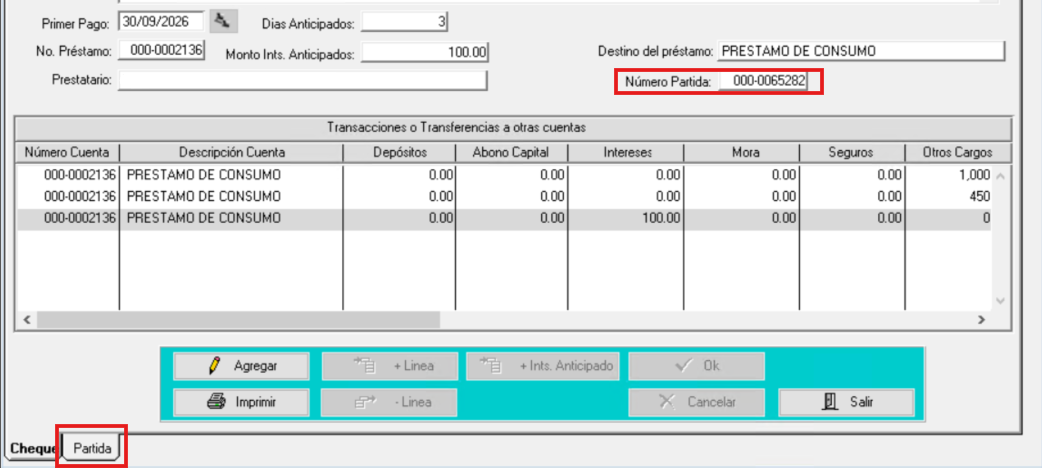 Primer Pago: 30/09/2026 Dias Anticipados: 3
No. Préstamo: 000-0002136 Monto Ints. Anticipados: 100.00 Destino del préstamo: PRESTAMO DE CONSUMO
Prestatario: Número Partida: 000-0065282
Transacciones o Transferencias a otras cuentas
Número Cuenta Descripción Cuenta Depósitos Abono Capital Intereses Mora Seguros Otros Cargos
000-0002136 PRESTAMO DE CONSUMO 0.00 0.00 0.00 0.00 0.00 1,000
000-0002136 PRESTAMO DE CONSUMO 0.00 0.00 0.00 0.00 0.00 450
000-0002136 PRESTAMO DE CONSUMO 0.00 0.00 100.00 0.00 0.00 0
Agregar + Linea + Ints. Anticipado Ok
Imprimir - Linea Cancelar Salir
Cheque Partida